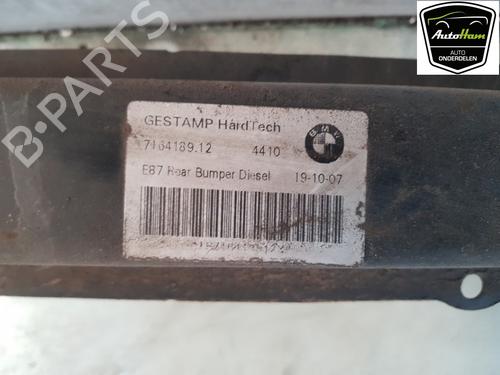 AutoHam
AUTO
ONDERDELEN
B-PARTS
GESTAMP HardTech
BMW
7164189.12 4410
E87 Rear Bumper Diesel 19-10-07